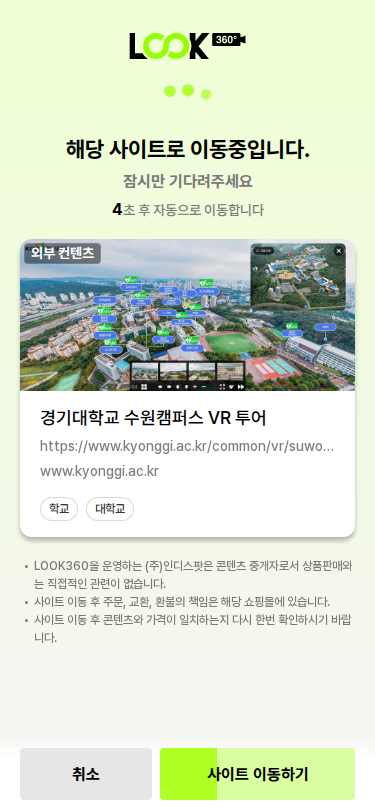 LOOK 360°
해당 사이트로 이동중입니다.
잠시만 기다려주세요
4초 후 자동으로 이동합니다
외부 컨텐츠
경기대학교 수원캠퍼스 VR 투어
https://www.kyonggi.ac.kr/common/vr/suwo...
www.kyonggi.ac.kr
학교 대학교
• LOOK360을 운영하는 (주)인디스팟은 콘텐츠 중개자로서 상품판매와
는 직접적인 관련이 없습니다.
• 사이트 이동 후 주문, 교환, 환불의 책임은 해당 쇼핑몰에 있습니다.
• 사이트 이동 후 콘텐츠와 가격이 일치하는지 다시 한번 확인하시기 바랍
니다.
취소 사이트 이동하기